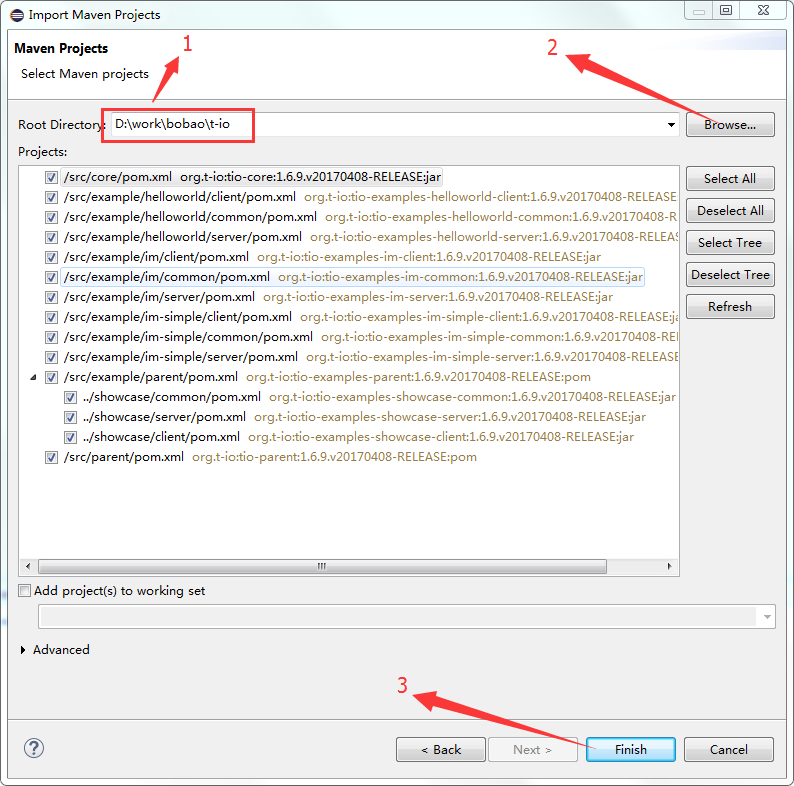 Import Maven Projects
Maven Projects
Select Maven projects
1
2
Root Directory: D:\work\bobao\t-io Browse...
Projects:
/src/core/pom.xml org.t-io:tio-core:1.6.9.v20170408-RELEASE:jar Select All
/src/example/helloworld/client/pom.xml org.t-io:tio-examples-helloworld-client:1.6.9.v20170408-RELEASE
/src/example/helloworld/common/pom.xml org.t-io:tio-examples-helloworld-common:1.6.9.v20170408-R Deselect All
/src/example/helloworld/server/pom.xml org.t-io:tio-examples-helloworld-server:1.6.9.v20170408-RELEAS Select Tree
/src/example/im/client/pom.xml org.t-io:tio-examples-im-client:1.6.9.v20170408-RELEASE:jar
/src/example/im/common/pom.xml org.t-io:tio-examples-im-common:1.6.9.v20170408-RELEASE:jar Deselect Tree
/src/example/im/server/pom.xml org.t-io:tio-examples-im-server:1.6.9.v20170408-RELEASE:jar Refresh
/src/example/im-simple/client/pom.xml org.t-io:tio-examples-im-simple-client:1.6.9.v20170408-RELEASE:ja
/src/example/im-simple/common/pom.xml org.t-io:tio-examples-im-simple-common:1.6.9.v20170408-RELE
/src/example/im-simple/server/pom.xml org.t-io:tio-examples-im-simple-server:1.6.9.v20170408-RELEASE
/src/example/parent/pom.xml org.t-io:tio-examples-parent:1.6.9.v20170408-RELEASE:pom
../showcase/common/pom.xml org.t-io:tio-examples-showcase-common:1.6.9.v20170408-RELEASE:jar
../showcase/server/pom.xml org.t-io:tio-examples-showcase-server:1.6.9.v20170408-RELEASE:jar
../showcase/client/pom.xml org.t-io:tio-examples-showcase-client:1.6.9.v20170408-RELEASE:jar
/src/parent/pom.xml org.t-io:tio-parent:1.6.9.v20170408-RELEASE:pom
Add project(s) to working set
Advanced
3
< Back Next > Finish Cancel